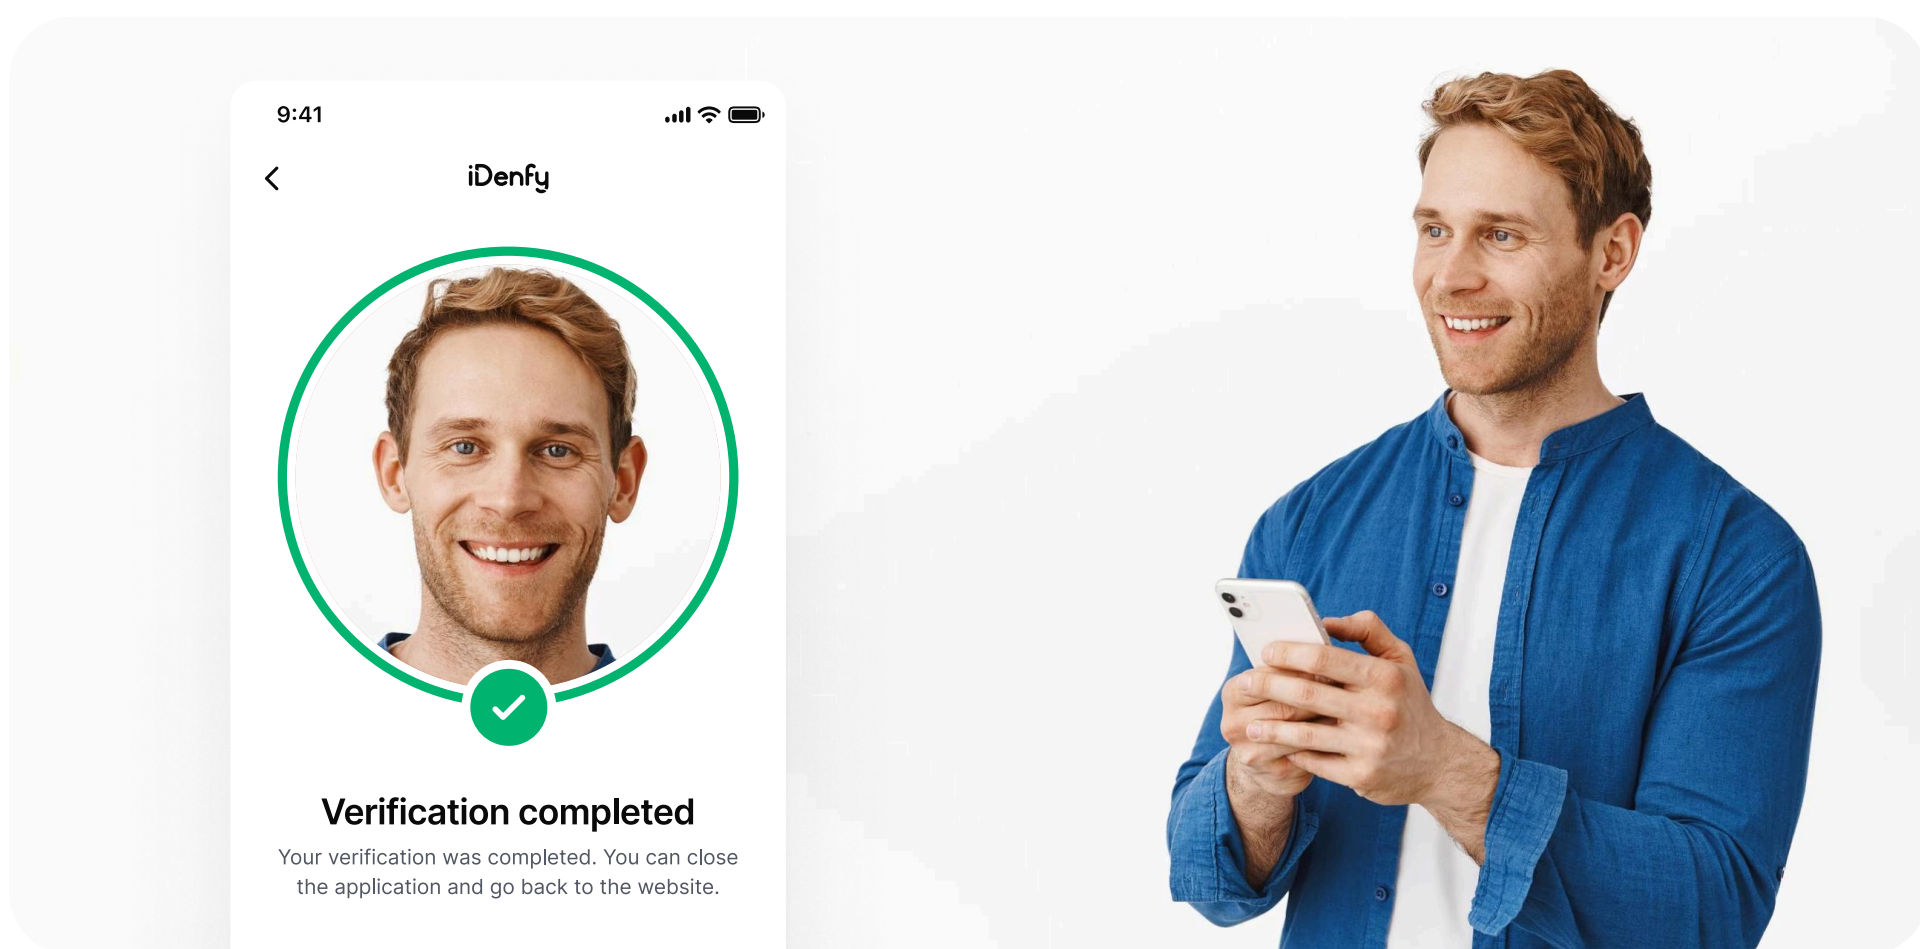 9:41
iDenfy
Verification completed
Your verification was completed. You can close
the application and go back to the website.